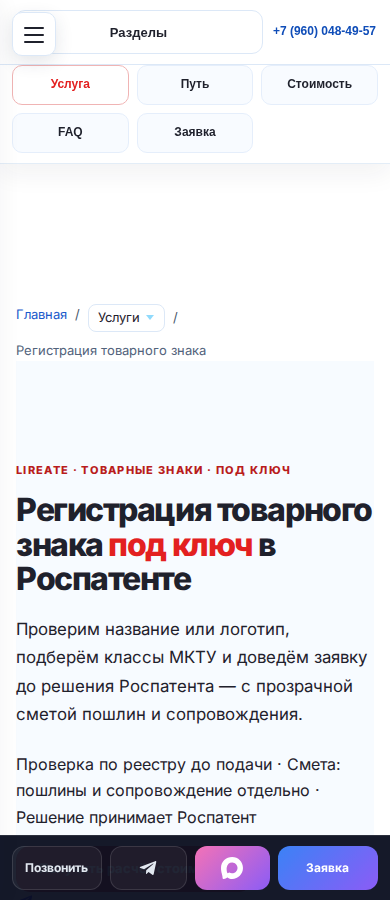 Разделы
+7 (960) 048-49-57
Услуга
Путь
Стоимость
FAQ
Заявка
Главная / Услуги /
Регистрация товарного знака
LIREATE · ТОВАРНЫЕ ЗНАКИ · ПОД КЛЮЧ
Регистрация товарного
знака под ключ в
Роспатенте
Проверим название или логотип,
подберём классы МКТУ и доведём заявку
до решения Роспатента — с прозрачной
сметой пошлин и сопровождения.
Проверка по реестру до подачи · Смета:
пошлины и сопровождение отдельно ·
Решение принимает Роспатент
Позвонить
Заявка